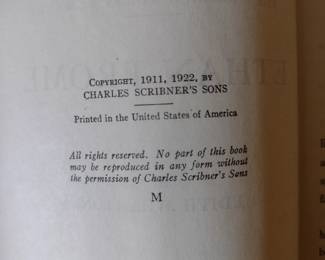 COPYRIGHT, 1911, 1922, BY
CHARLES SCRIBNER'S SONS
Printed in the United States of America
All rights reserved. No part of this book
may be reproduced in any form without
the permission of Charles Scribner's Sons
M